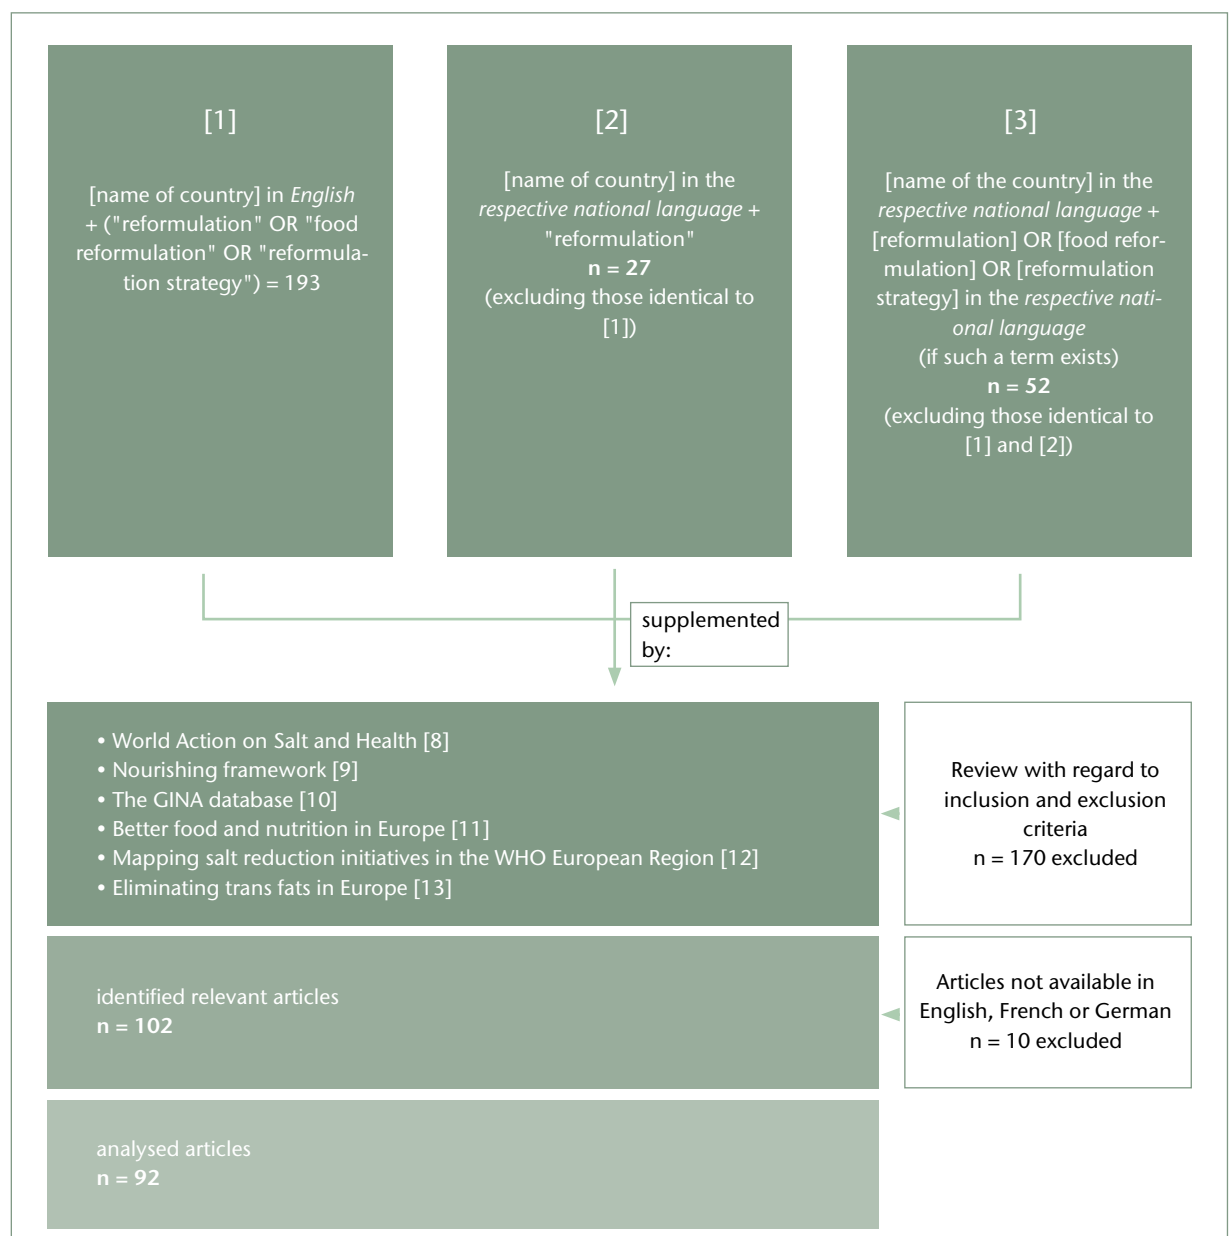 [1]
[name of country] in English
+ ("reformulation" OR "food
reformulation" OR "reformula-
tion strategy") = 193
[2]
[name of country] in the
respective national language +
"reformulation"
n = 27
(excluding those identical to
[1])
[3]
[name of the country] in the
respective national language +
[reformulation] OR [food refor-
mulation] OR [reformulation
strategy] in the respective nati-
onal language
(if such a term exists)
n = 52
(excluding those identical to
[1] and [2])
supplemented
by:
• World Action on Salt and Health [8]
• Nourishing framework [9]
• The GINA database [10]
• Better food and nutrition in Europe [11]
• Mapping salt reduction initiatives in the WHO European Region [12]
• Eliminating trans fats in Europe [13]
Review with regard to
inclusion and exclusion
criteria
n = 170 excluded
identified relevant articles
n = 102
Articles not available in
English, French or German
n = 10 excluded
analysed articles
n = 92